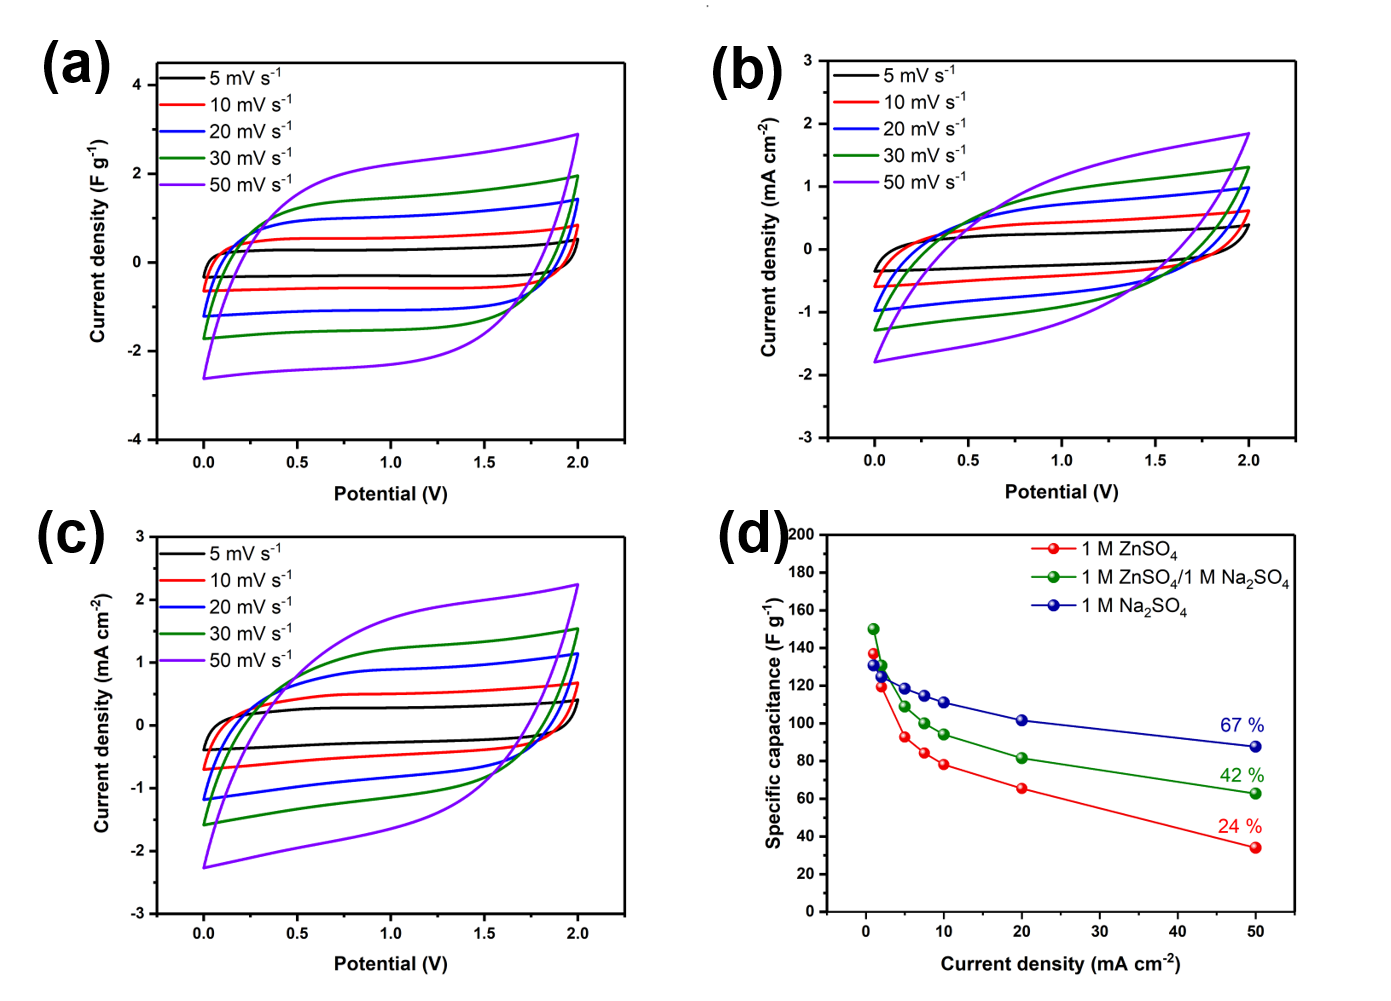 (a)
5 mV s⁻¹
10 mV s⁻¹
20 mV s⁻¹
30 mV s⁻¹
50 mV s⁻¹
4
2
0
-2
-4
Current density (F g⁻¹)
0.0 0.5 1.0 1.5 2.0
Potential (V)
(b)
5 mV s⁻¹
10 mV s⁻¹
20 mV s⁻¹
30 mV s⁻¹
50 mV s⁻¹
3
2
1
0
-1
-2
-3
Current density (mA cm⁻²)
0.0 0.5 1.0 1.5 2.0
Potential (V)
(c)
5 mV s⁻¹
10 mV s⁻¹
20 mV s⁻¹
30 mV s⁻¹
50 mV s⁻¹
3
2
1
0
-1
-2
-3
Current density (mA cm⁻²)
0.0 0.5 1.0 1.5 2.0
Potential (V)
(d)
1 M ZnSO₄
1 M ZnSO₄/1 M Na₂SO₄
1 M Na₂SO₄
200
180
160
140
120
100
80
60
40
20
0
Specific capacitance (F g⁻¹)
67 %
42 %
24 %
0 10 20 30 40 50
Current density (mA cm⁻²)